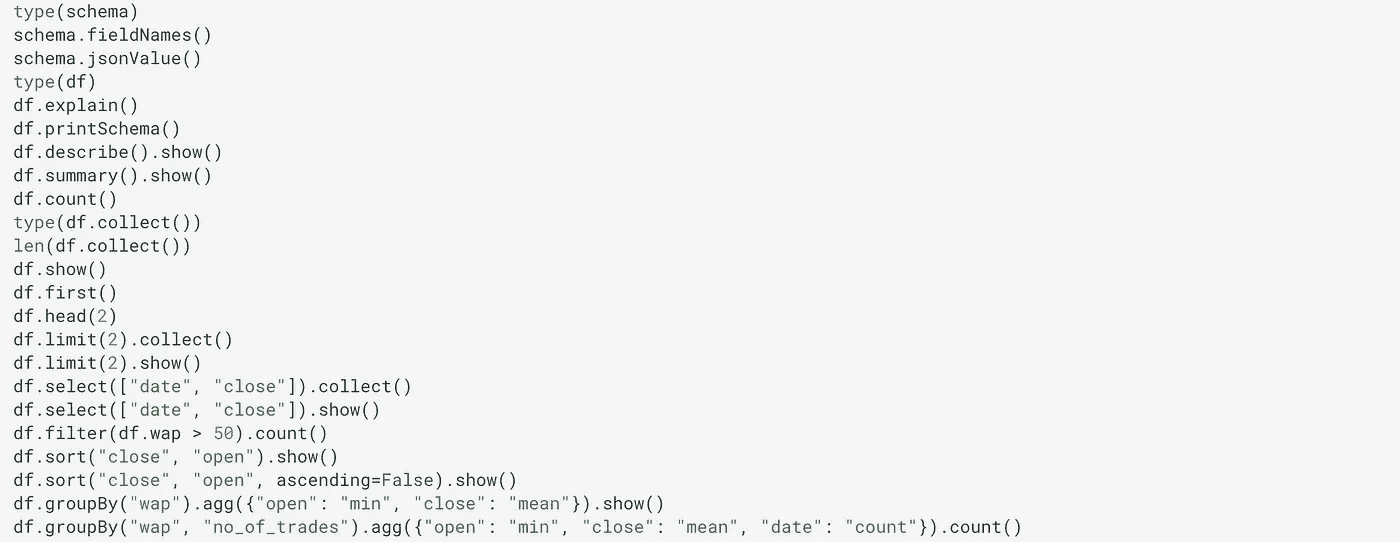 type(schema)
schema.fieldNames()
schema.jsonValue()
type(df)
df.explain()
df.printSchema()
df.describe().show()
df.summary().show()
df.count()
type(df.collect())
len(df.collect())
df.show()
df.first()
df.head(2)
df.limit(2).collect()
df.limit(2).show()
df.select(["date", "close"]).collect()
df.select(["date", "close"]).show()
df.filter(df.wap > 50).count()
df.sort("close", "open").show()
df.sort("close", "open", ascending=False).show()
df.groupBy("wap").agg({"open": "min", "close": "mean"}).show()
df.groupBy("wap", "no_of_trades").agg({"open": "min", "close": "mean", "date": "count"}).count()